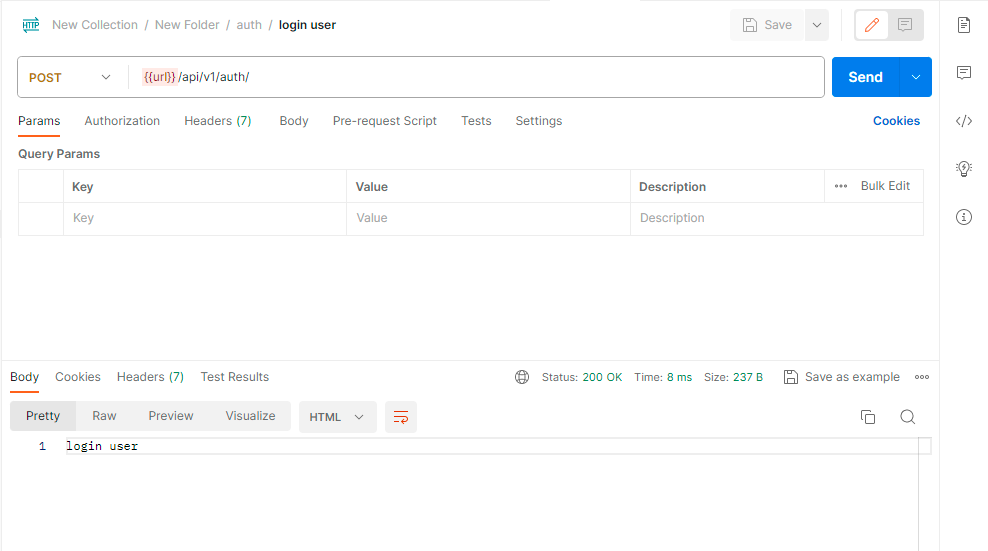 HTTP New Collection / New Folder / auth / login user Save
POST {{url}}/api/v1/auth/ Send
Params Authorization Headers (7) Body Pre-request Script Tests Settings Cookies
Query Params
Key Value Description ••• Bulk Edit
Key Value Description
Body Cookies Headers (7) Test Results Status: 200 OK Time: 8 ms Size: 237 B Save as example
Pretty Raw Preview Visualize HTML
1 login user